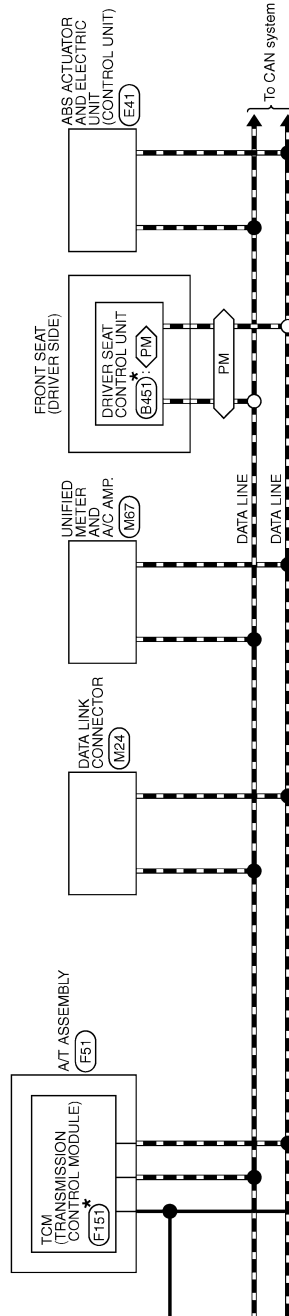 TCM
(TRANSMISSION
CONTROL MODULE)
*
F151
A/T ASSEMBLY
F51
DATA LINK
CONNECTOR
M24
UNIFIED
METER
AND
A/C AMP.
M67
FRONT SEAT
(DRIVER SIDE)
DRIVER SEAT
CONTROL UNIT
*
B451 : PM
PM
ABS ACTUATOR
AND ELECTRIC
UNIT
(CONTROL UNIT)
E41
DATA LINE
DATA LINE
To CAN system